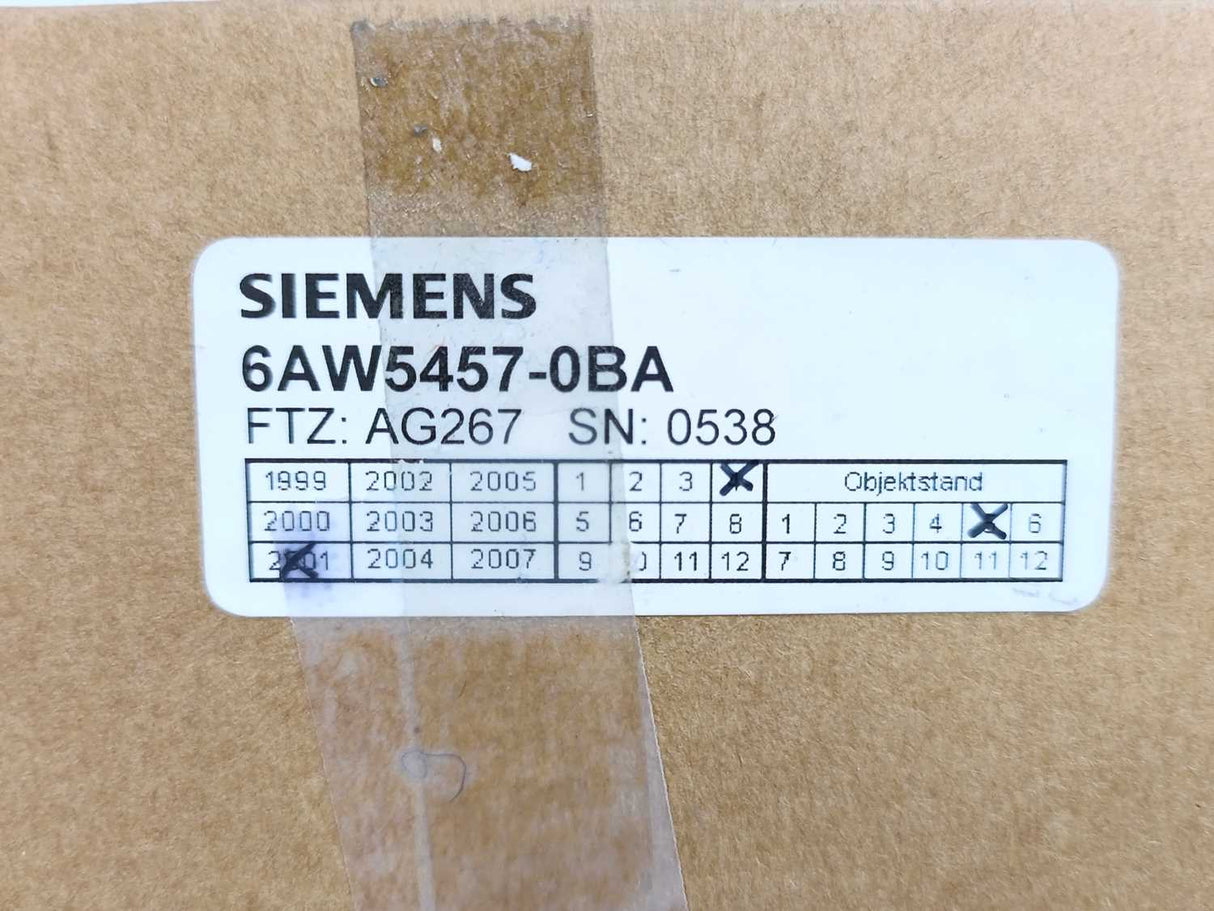 SIEMENS
6AW5457-0BA
FTZ: AG267 SN: 0538
1999 2002 2005 1 2 3 Objektstand
2000 2003 2006 5 6 7 8 1 2 3 4 6
2001 2004 2007 9 11 12 7 8 9 10 11 12